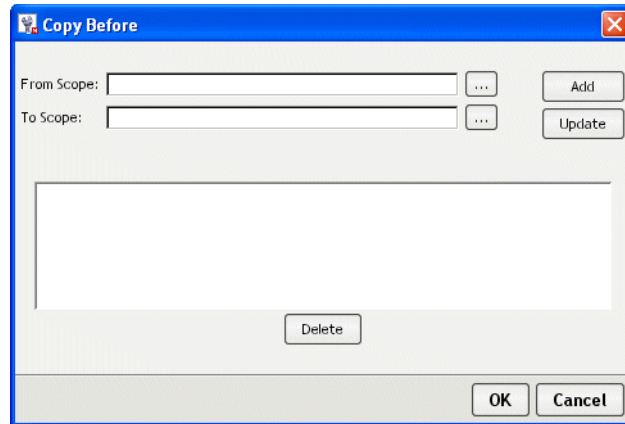 Copy Before
From Scope: ... Add
To Scope: ... Update
Delete
OK Cancel